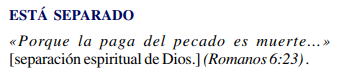 ESTÁ SEPARADO
«Porque la paga del pecado es muerte...»
[separación espiritual de Dios.] (Romanos 6:23).